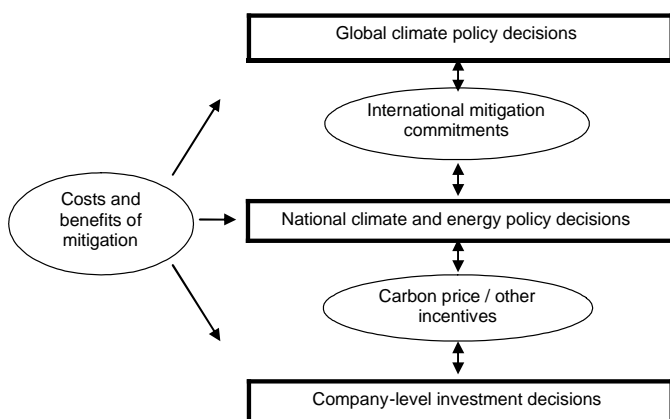 Global climate policy decisions
International mitigation
commitments
Costs and
benefits of
mitigation
National climate and energy policy decisions
Carbon price / other
incentives
Company-level investment decisions